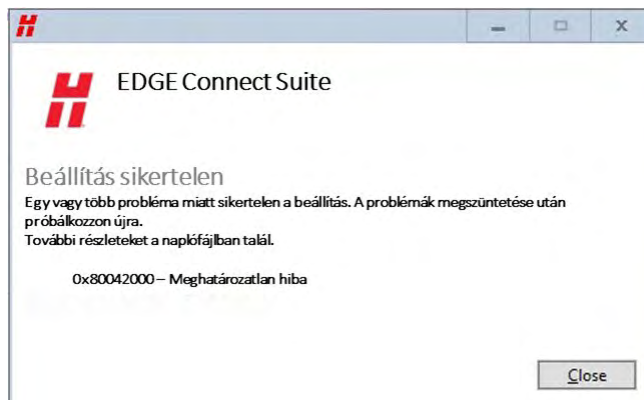 EDGE Connect Suite
Beállítás sikertelen
Egy vagy több probléma miatt sikertelen a beállítás. A problémák megszüntetése után
próbálkozzon újra.
További részleteket a naplófájlban talál.
0x80042000 – Meghatározatlan hiba
Close